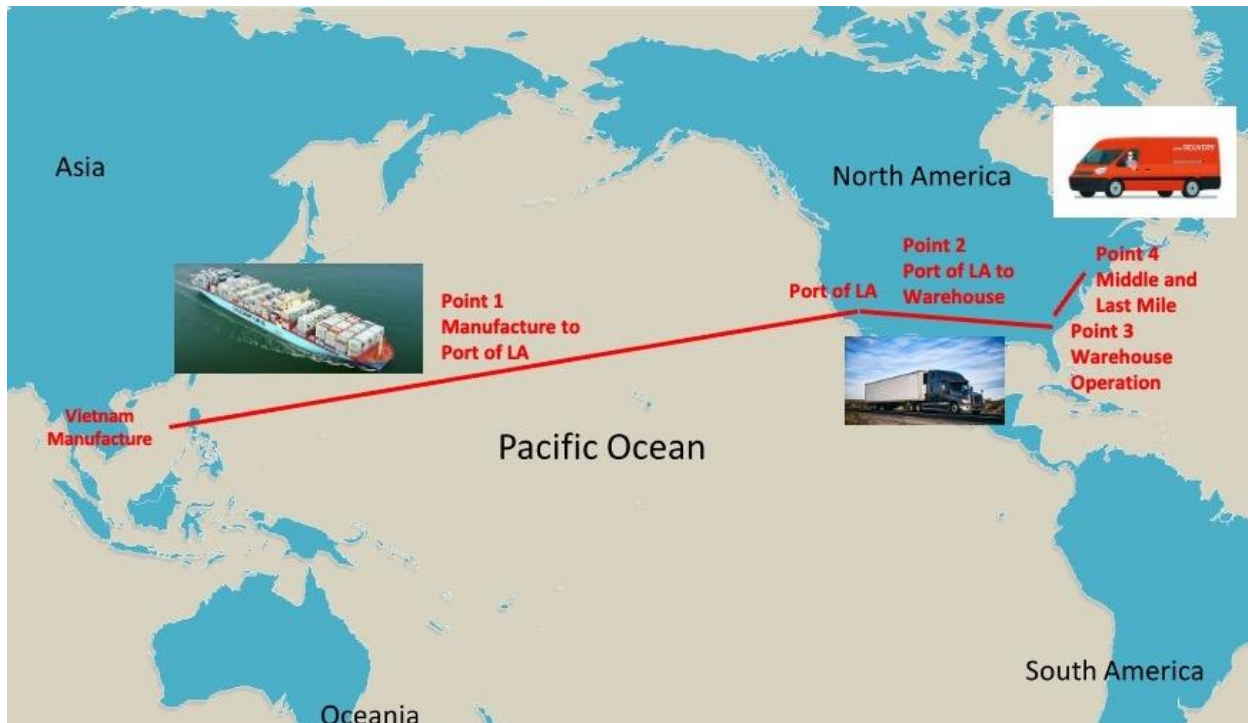 Asia
North America
DELIVERY
Point 1
Manufacture to
Port of LA
Port of LA
Point 2
Port of LA to
Warehouse
Point 4
Middle and
Last Mile
Point 3
Warehouse
Operation
Vietnam
Manufacture
Pacific Ocean
South America
Oceania